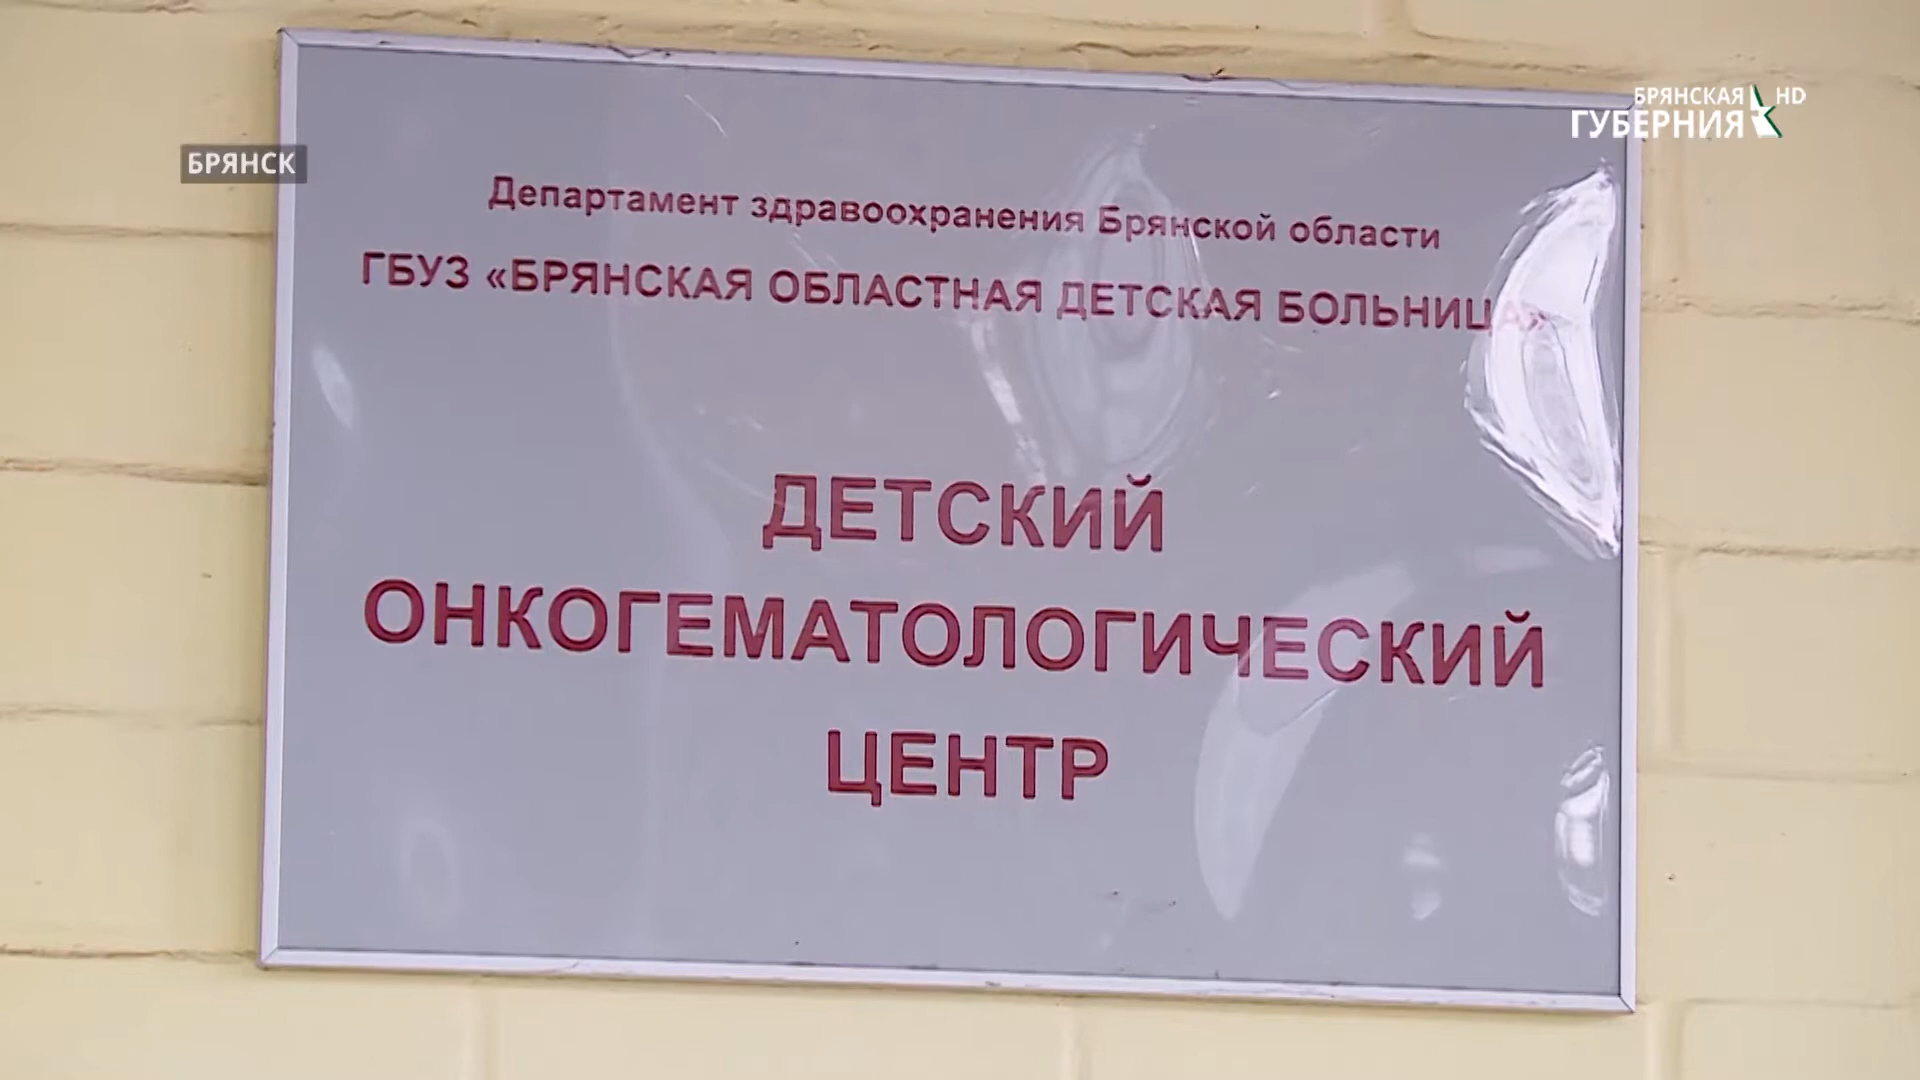 БРЯНСКАЯ HD
ГУБЕРНИЯ
БРЯНСК
Департамент здравоохранения Брянской области
ГБУЗ «БРЯНСКАЯ ОБЛАСТНАЯ ДЕТСКАЯ БОЛЬНИЦА»
ДЕТСКИЙ
ОНКОГЕМАТОЛОГИЧЕСКИЙ
ЦЕНТР